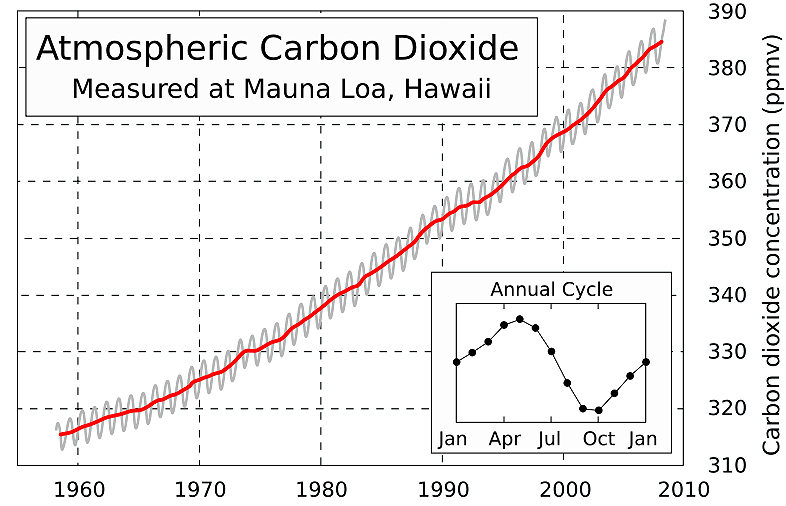 Atmospheric Carbon Dioxide
Measured at Mauna Loa, Hawaii
390
380
370
360
350
340
330
320
310
Carbon dioxide concentration (ppmv)
Annual Cycle
Jan Apr Jul Oct Jan
1960 1970 1980 1990 2000 2010